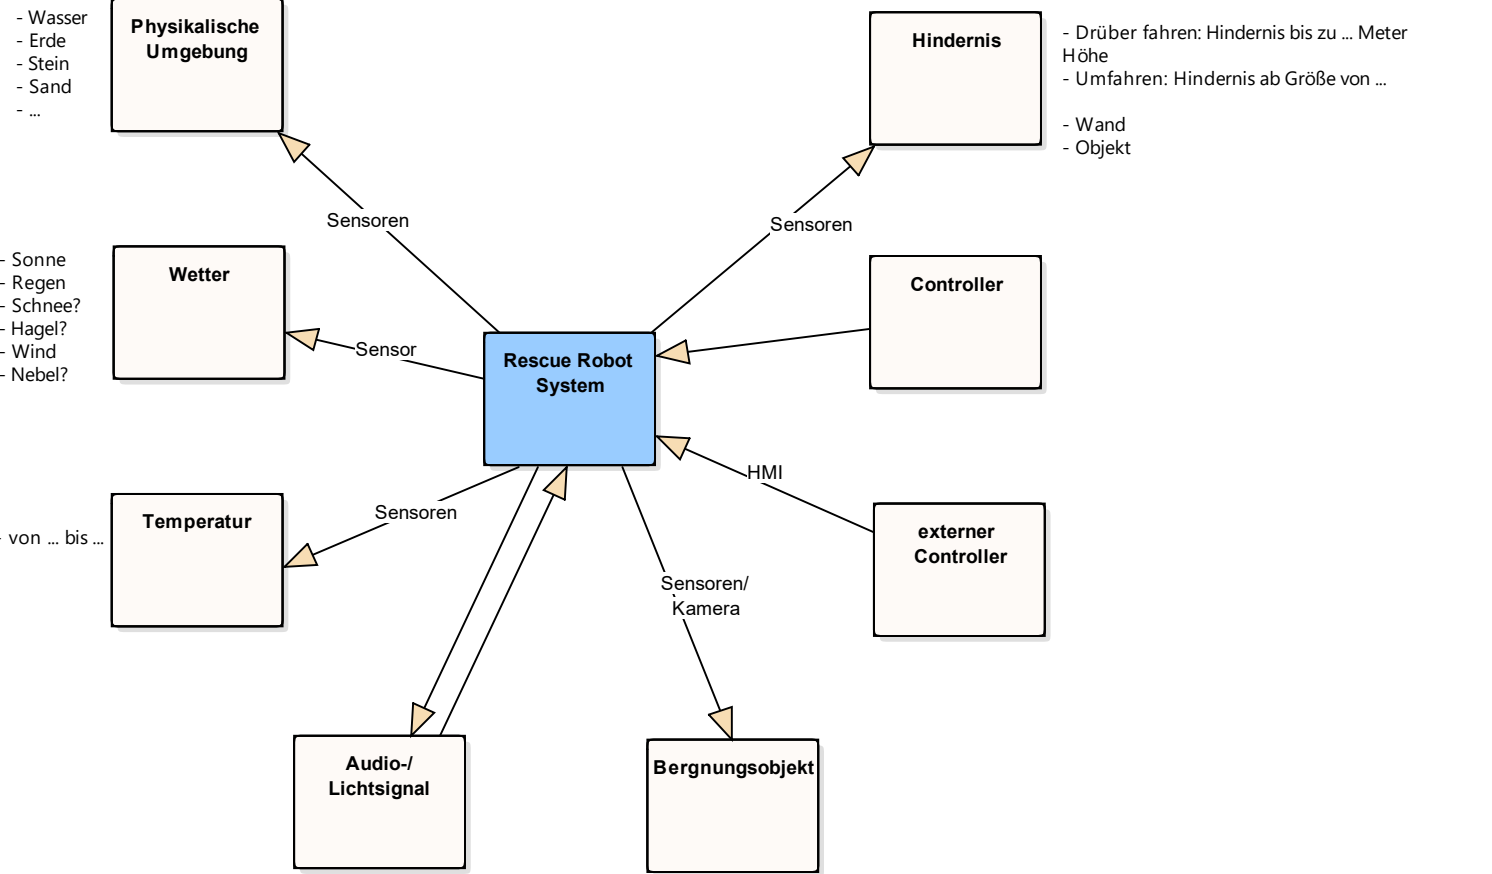 - Wasser
- Erde
- Stein
- Sand
- ...
Physikalische
Umgebung
Hindernis
- Drüber fahren: Hindernis bis zu ... Meter
Höhe
- Umfahren: Hindernis ab Größe von ...
- Wand
- Objekt
Sensoren
Sensoren
- Sonne
- Regen
- Schnee?
- Hagel?
- Wind
- Nebel?
Wetter
Sensor
Controller
Rescue Robot
System
HMI
- von ... bis ...
Temperatur
Sensoren
externer
Controller
Sensoren/
Kamera
Audio-/
Lichtsignal
Bergnungsobjekt